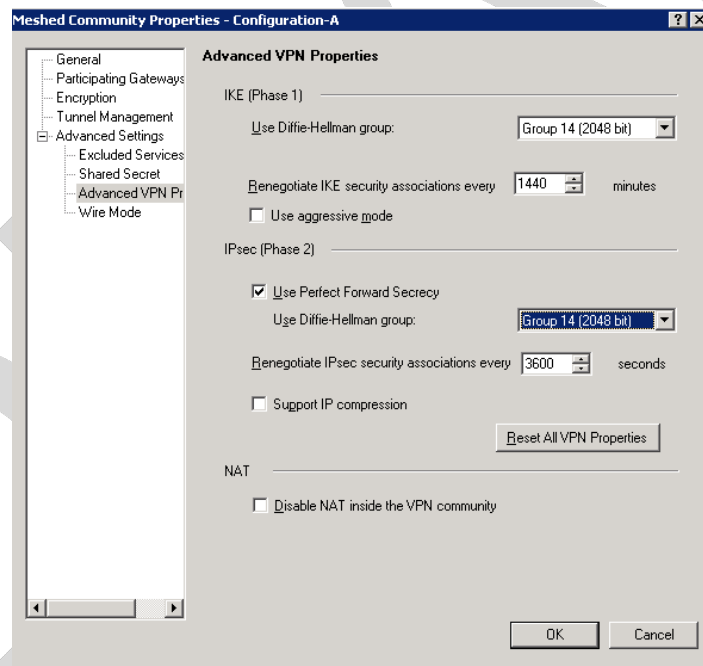 Meshed Community Properties - Configuration-A
General
Participating Gateways
Encryption
Tunnel Management
Advanced Settings
Excluded Services
Shared Secret
Advanced VPN Pr
Wire Mode
Advanced VPN Properties
IKE (Phase 1)
Use Diffie-Hellman group: Group 14 (2048 bit)
Renegotiate IKE security associations every 1440 minutes
Use aggressive mode
IPsec (Phase 2)
Use Perfect Forward Secrecy
Use Diffie-Hellman group: Group 14 (2048 bit)
Renegotiate IPsec security associations every 3600 seconds
Support IP compression
Reset All VPN Properties
NAT
Disable NAT inside the VPN community
OK Cancel